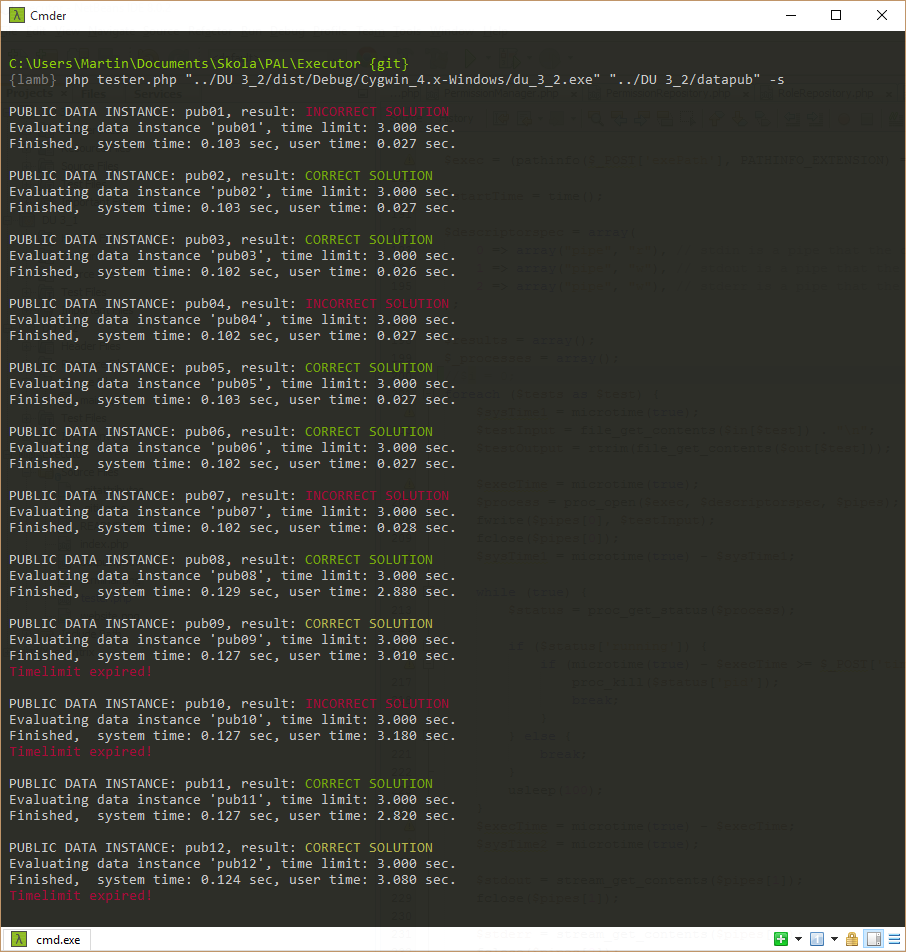 Cmder
C:\Users\Martin\Documents\Skola\PAL\Executor {git}
{lamb} php tester.php "../DU 3_2/dist/Debug/Cygwin_4.x-Windows/du_3_2.exe" "../DU 3_2/datapub" -s
PUBLIC DATA INSTANCE: pub01, result: INCORRECT SOLUTION
Evaluating data instance 'pub01', time limit: 3.000 sec.
Finished,  system time: 0.103 sec, user time: 0.027 sec.
PUBLIC DATA INSTANCE: pub02, result: CORRECT SOLUTION
Evaluating data instance 'pub02', time limit: 3.000 sec.
Finished,  system time: 0.103 sec, user time: 0.027 sec.
PUBLIC DATA INSTANCE: pub03, result: CORRECT SOLUTION
Evaluating data instance 'pub03', time limit: 3.000 sec.
Finished,  system time: 0.102 sec, user time: 0.026 sec.
PUBLIC DATA INSTANCE: pub04, result: INCORRECT SOLUTION
Evaluating data instance 'pub04', time limit: 3.000 sec.
Finished,  system time: 0.102 sec, user time: 0.027 sec.
PUBLIC DATA INSTANCE: pub05, result: CORRECT SOLUTION
Evaluating data instance 'pub05', time limit: 3.000 sec.
Finished,  system time: 0.103 sec, user time: 0.027 sec.
PUBLIC DATA INSTANCE: pub06, result: CORRECT SOLUTION
Evaluating data instance 'pub06', time limit: 3.000 sec.
Finished,  system time: 0.102 sec, user time: 0.027 sec.
PUBLIC DATA INSTANCE: pub07, result: INCORRECT SOLUTION
Evaluating data instance 'pub07', time limit: 3.000 sec.
Finished,  system time: 0.102 sec, user time: 0.028 sec.
PUBLIC DATA INSTANCE: pub08, result: CORRECT SOLUTION
Evaluating data instance 'pub08', time limit: 3.000 sec.
Finished,  system time: 0.129 sec, user time: 2.880 sec.
PUBLIC DATA INSTANCE: pub09, result: CORRECT SOLUTION
Evaluating data instance 'pub09', time limit: 3.000 sec.
Finished,  system time: 0.127 sec, user time: 3.010 sec.
Timelimit expired!
PUBLIC DATA INSTANCE: pub10, result: INCORRECT SOLUTION
Evaluating data instance 'pub10', time limit: 3.000 sec.
Finished,  system time: 0.127 sec, user time: 3.180 sec.
Timelimit expired!
PUBLIC DATA INSTANCE: pub11, result: CORRECT SOLUTION
Evaluating data instance 'pub11', time limit: 3.000 sec.
Finished,  system time: 0.127 sec, user time: 2.820 sec.
PUBLIC DATA INSTANCE: pub12, result: CORRECT SOLUTION
Evaluating data instance 'pub12', time limit: 3.000 sec.
Finished,  system time: 0.124 sec, user time: 3.080 sec.
Timelimit expired!
cmd.exe